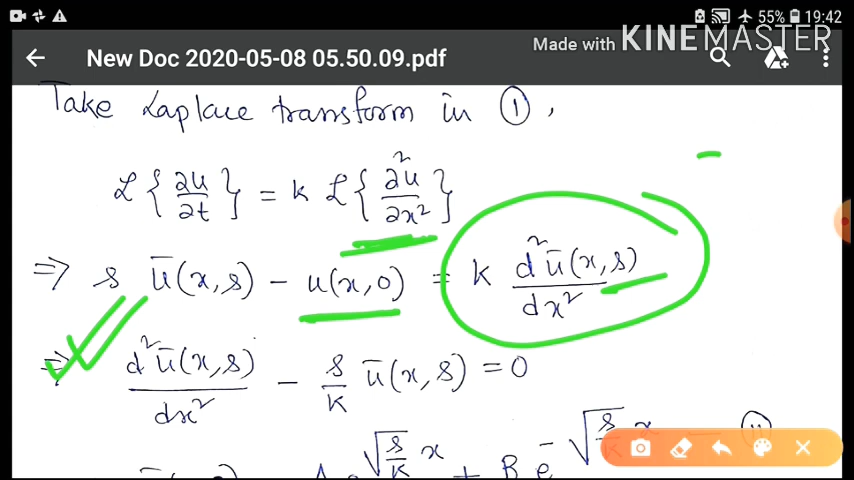 55% 19:42
New Doc 2020-05-08 05.50.09.pdf
Made with KINEMASTER
Take Laplace transform in ①,
ℒ{∂u/∂t} = k ℒ{∂²u/∂x²}
⇒ s ū(x,s) − u(x,0) = k d²ū(x,s)/dx²
⇒ d²ū(x,s)/dx² − s/k ū(x,s) = 0
√(s/k) x + B e −√(s/k)